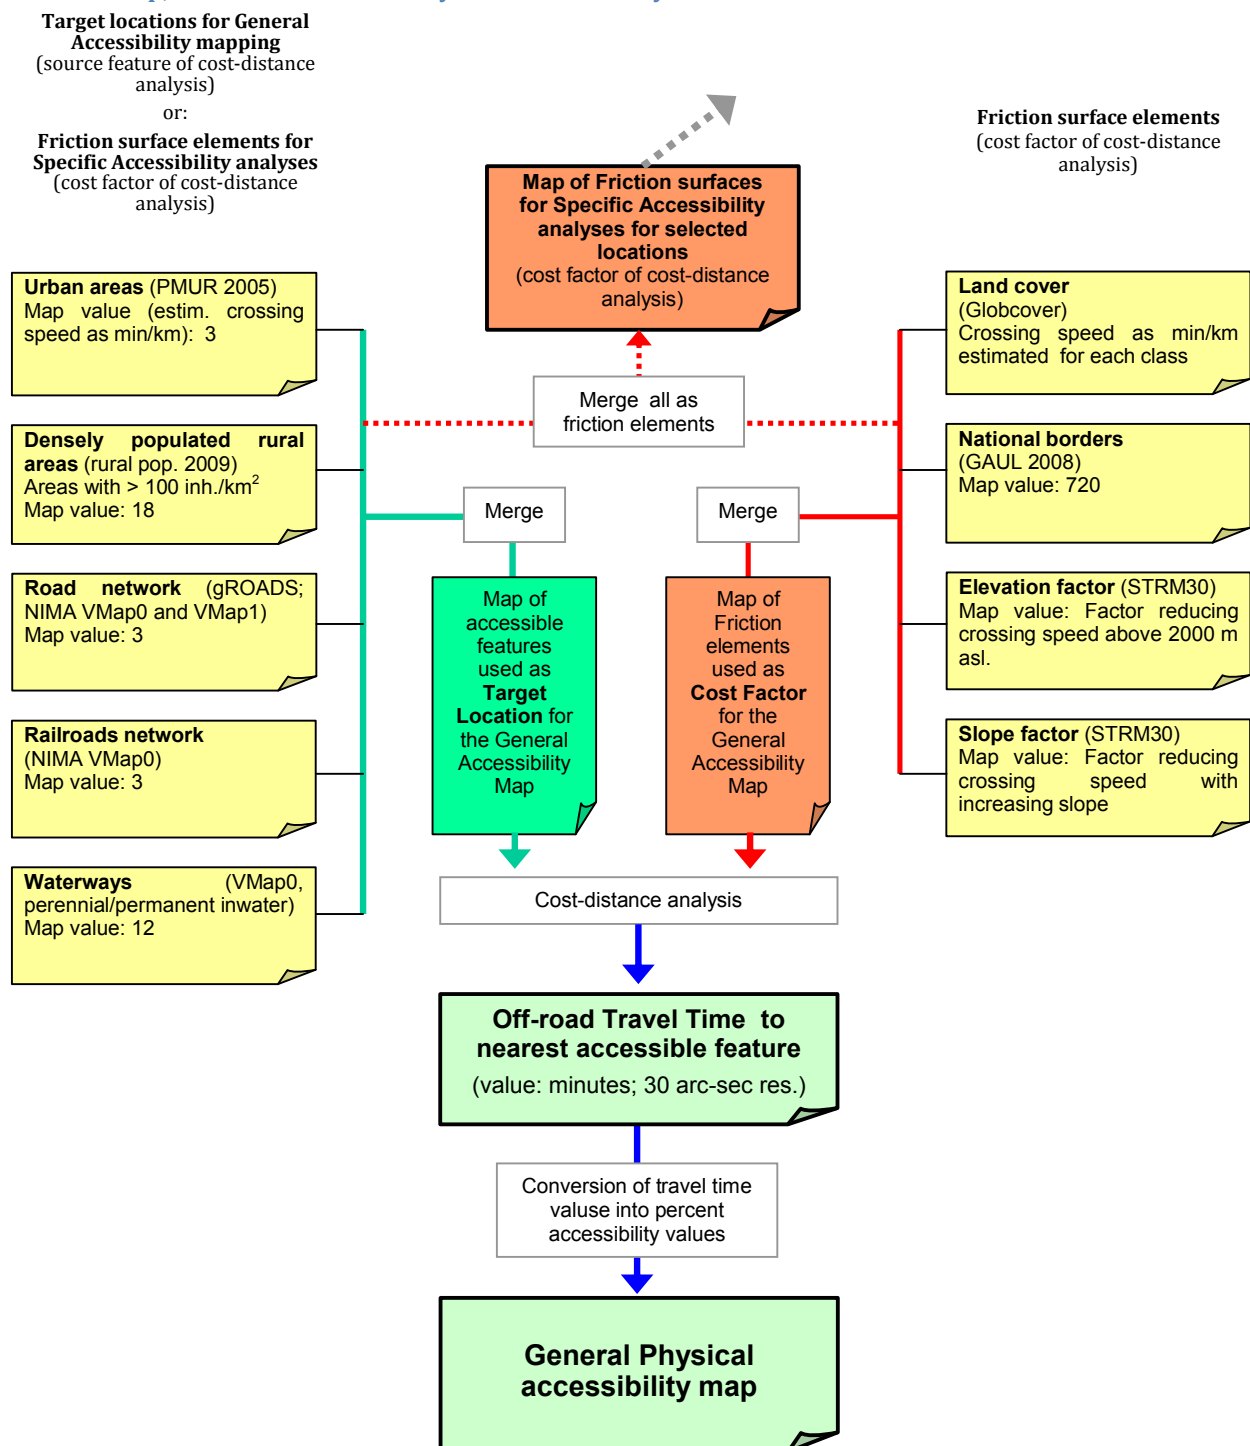 Target locations for General
Accessibility mapping
(source feature of cost-distance
analysis)
or:
Friction surface elements for
Specific Accessibility analyses
(cost factor of cost-distance
analysis)
Friction surface elements
(cost factor of cost-distance
analysis)
Map of Friction surfaces
for Specific Accessibility
analyses for selected
locations
(cost factor of cost-distance
analysis)
Urban areas (PMUR 2005)
Map value (estim. crossing
speed as min/km): 3
Densely populated rural
areas (rural pop. 2009)
Areas with > 100 inh./km²
Map value: 18
Road network (gROADS;
NIMA VMap0 and VMap1)
Map value: 3
Railroads network
(NIMA VMap0)
Map value: 3
Waterways (VMap0,
perennial/permanent inwater)
Map value: 12
Land cover
(Globcover)
Crossing speed as min/km
estimated for each class
National borders
(GAUL 2008)
Map value: 720
Elevation factor (STRM30)
Map value: Factor reducing
crossing speed above 2000 m
asl.
Slope factor (STRM30)
Map value: Factor reducing
crossing speed with
increasing slope
Merge all as
friction elements
Merge
Merge
Map of
accessible
features
used as
Target
Location for
the General
Accessibility
Map
Map of
Friction
elements
used as
Cost Factor
for the
General
Accessibility
Map
Cost-distance analysis
Off-road Travel Time to
nearest accessible feature
(value: minutes; 30 arc-sec res.)
Conversion of travel time
valuse into percent
accessibility values
General Physical
accessibility map